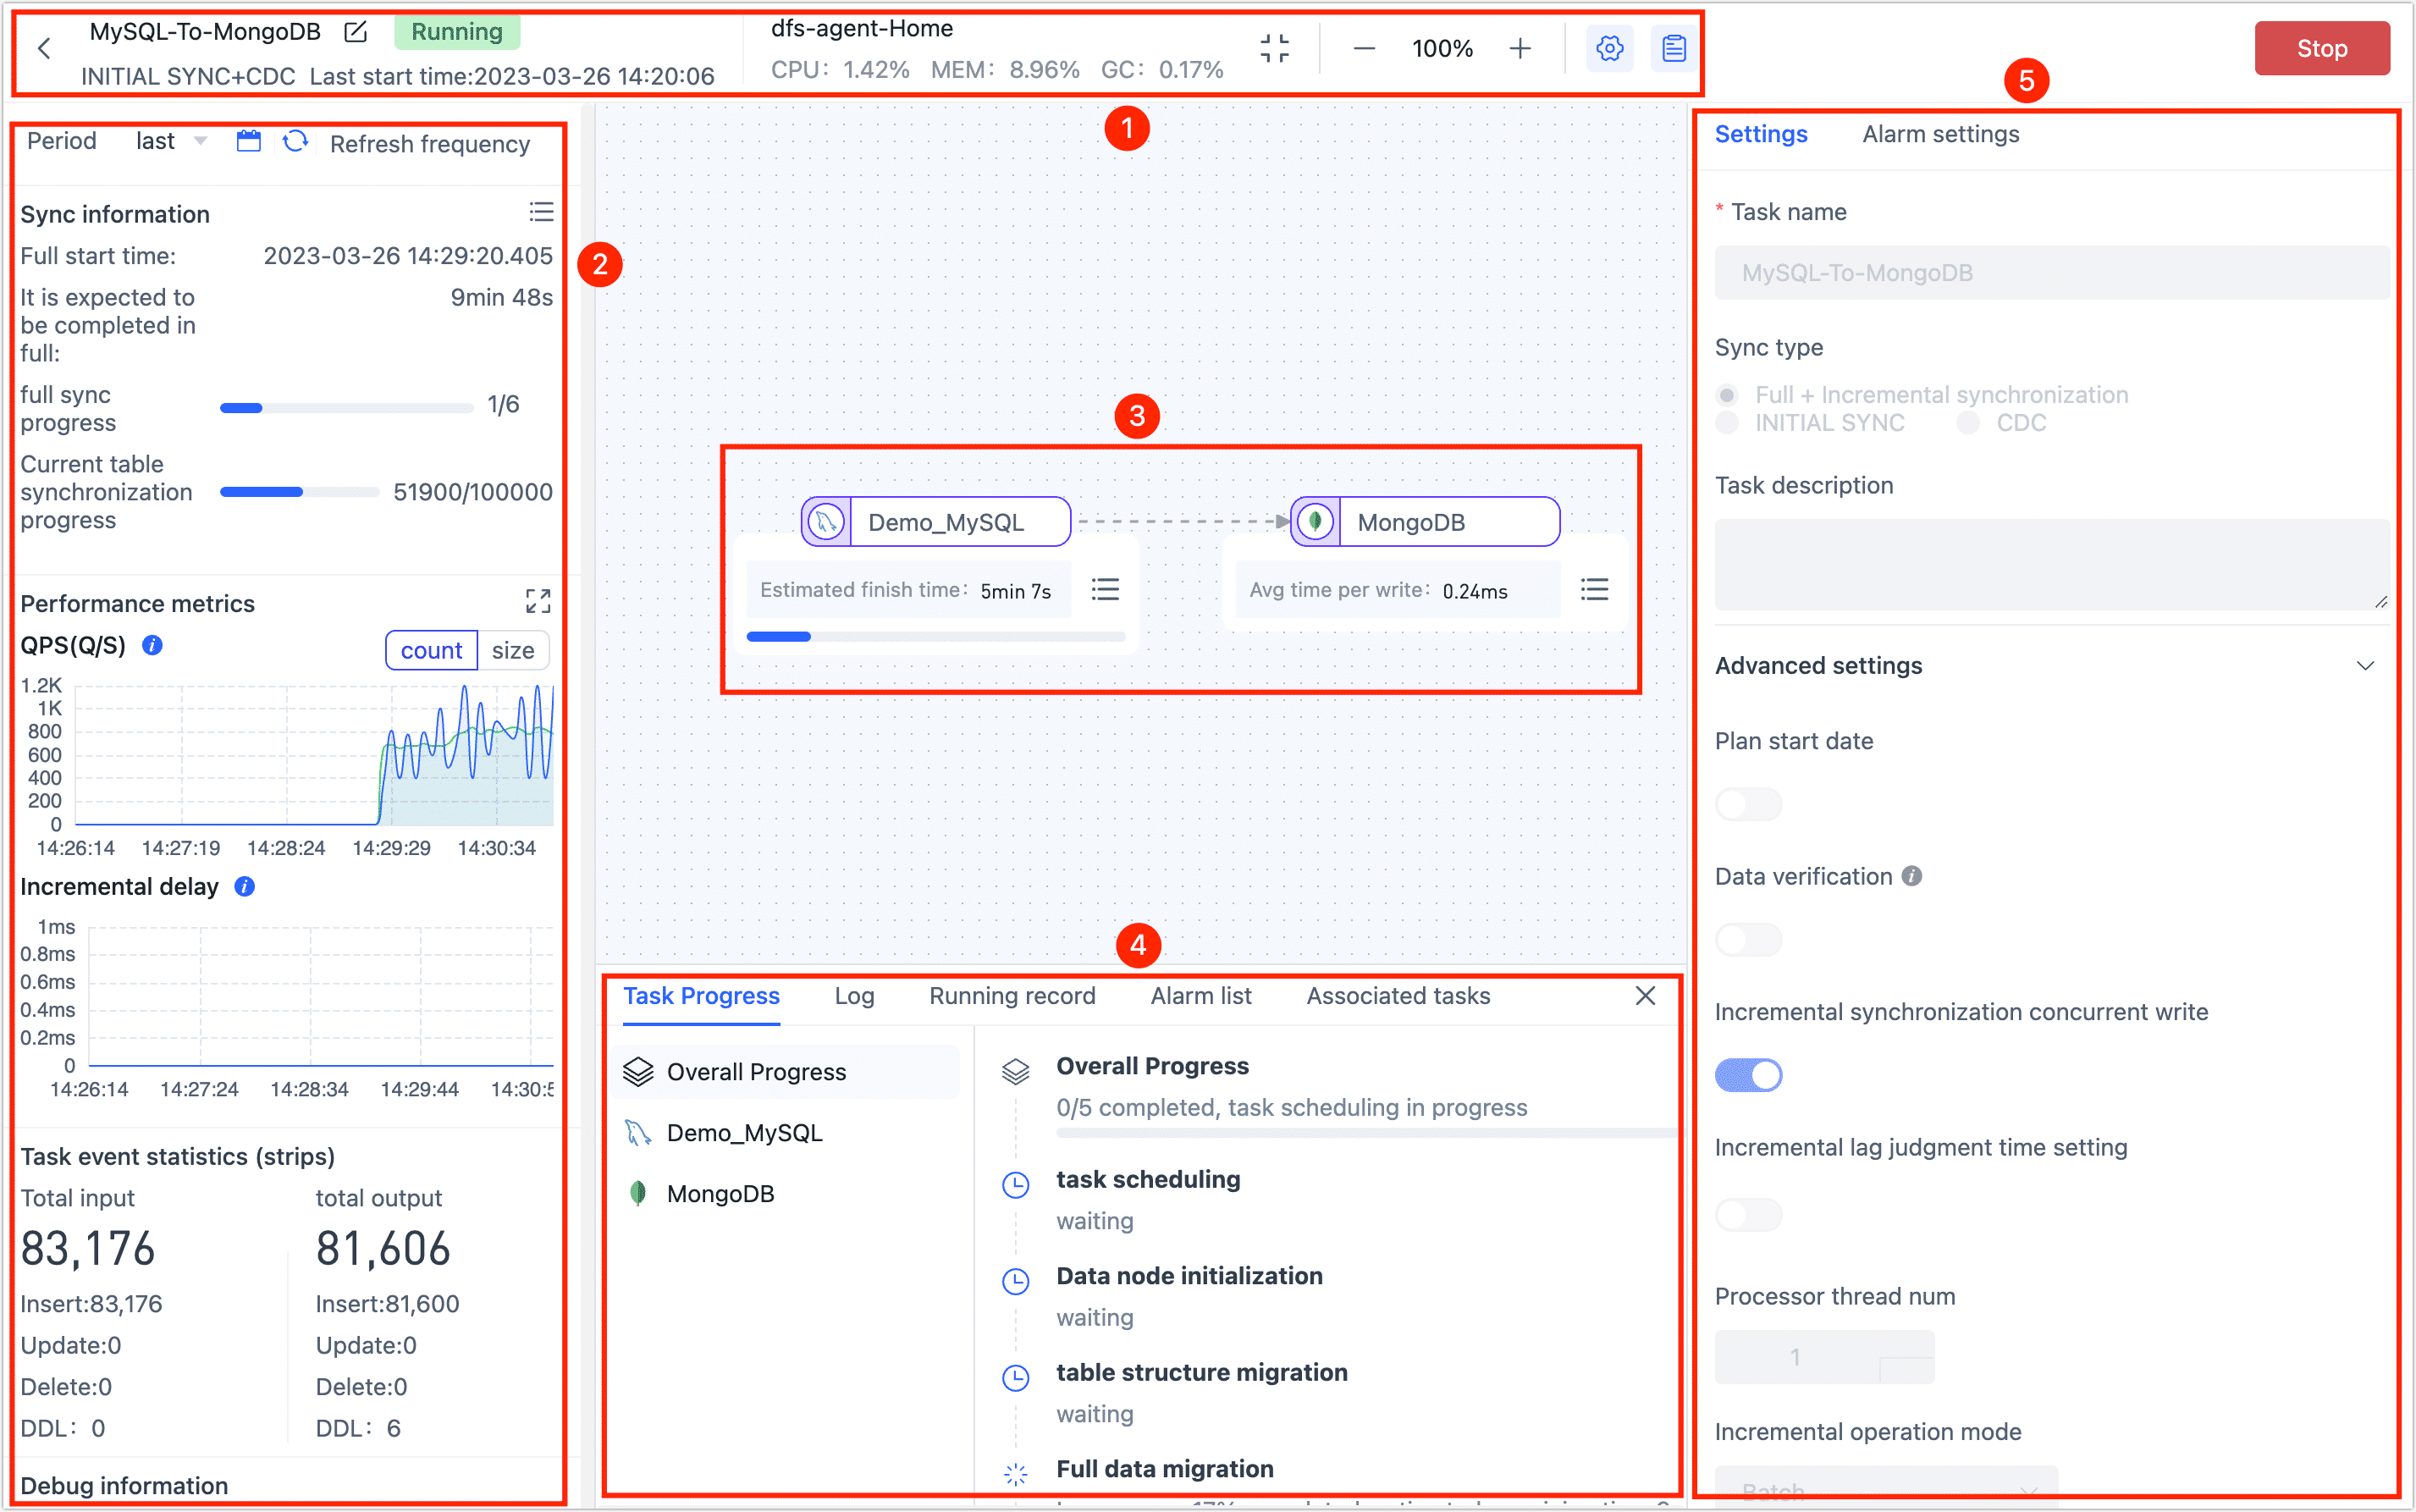 MySQL-To-MongoDB
Running
INITIAL SYNC+CDC Last start time:2023-03-26 14:20:06
dfs-agent-Home
CPU: 1.42% MEM: 8.96% GC: 0.17%
100%
Stop
1
5
Period last Refresh frequency
Sync information
Full start time: 2023-03-26 14:29:20.405
It is expected to 9min 48s
be completed in
full:
full sync
progress
1/6
Current table
synchronization 51900/100000
progress
2
Performance metrics
QPS(Q/S)
count size
1.2K
1K
800
600
400
200
0
14:26:14 14:27:19 14:28:24 14:29:29 14:30:34
Incremental delay
1ms
0.8ms
0.6ms
0.4ms
0.2ms
0
14:26:14 14:27:24 14:28:34 14:29:44 14:30:5
Task event statistics (strips)
Total input total output
83,176 81,606
Insert:83,176 Insert:81,600
Update:0 Update:0
Delete:0 Delete:0
DDL: 0 DDL: 6
Debug information
3
Demo_MySQL
MongoDB
Estimated finish time: 5min 7s
Avg time per write: 0.24ms
4
Task Progress Log Running record Alarm list Associated tasks
Overall Progress
Demo_MySQL
MongoDB
Overall Progress
0/5 completed, task scheduling in progress
task scheduling
waiting
Data node initialization
waiting
table structure migration
waiting
Full data migration
Settings Alarm settings
* Task name
MySQL-To-MongoDB
Sync type
Full + Incremental synchronization
INITIAL SYNC CDC
Task description
Advanced settings
Plan start date
Data verification
Incremental synchronization concurrent write
Incremental lag judgment time setting
Processor thread num
1
Incremental operation mode
Batch